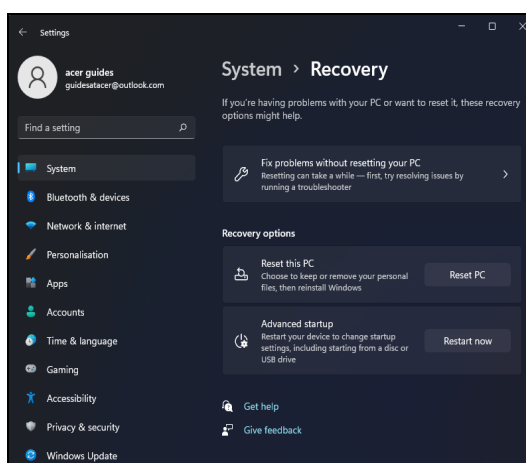 Settings
acer guides
guidesatacer@outlook.com
Find a setting
System
Bluetooth & devices
Network & internet
Personalisation
Apps
Accounts
Time & language
Gaming
Accessibility
Privacy & security
Windows Update
System > Recovery
If you're having problems with your PC or want to reset it, these recovery
options might help.
Fix problems without resetting your PC
Resetting can take a while — first, try resolving issues by
running a troubleshooter
Recovery options
Reset this PC
Choose to keep or remove your personal
files, then reinstall Windows
Reset PC
Advanced startup
Restart your device to change startup
settings, including starting from a disc or
USB drive
Restart now
Get help
Give feedback